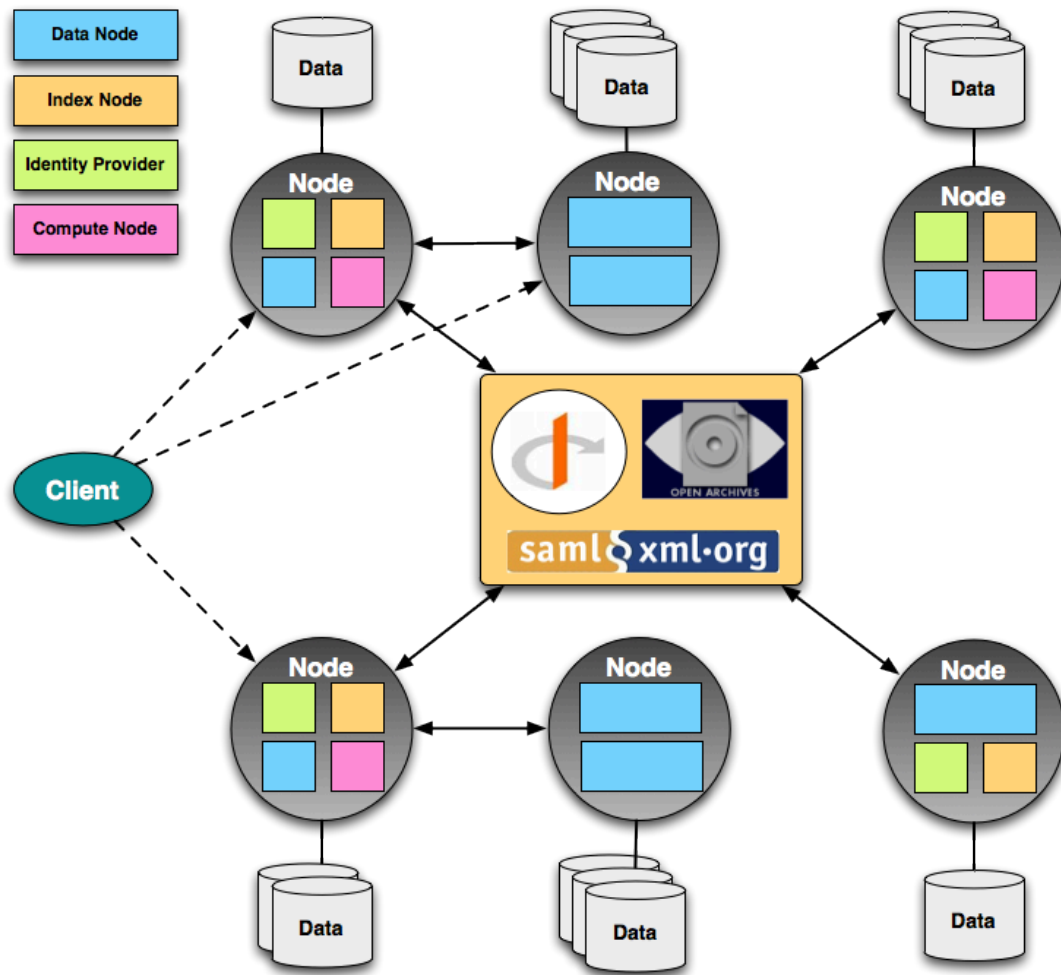 Data Node
Index Node
Identity Provider
Compute Node
Data
Data
Data
Node
Node
Node
Client
OPEN ARCHIVES
saml xml·org
Node
Node
Node
Data
Data
Data